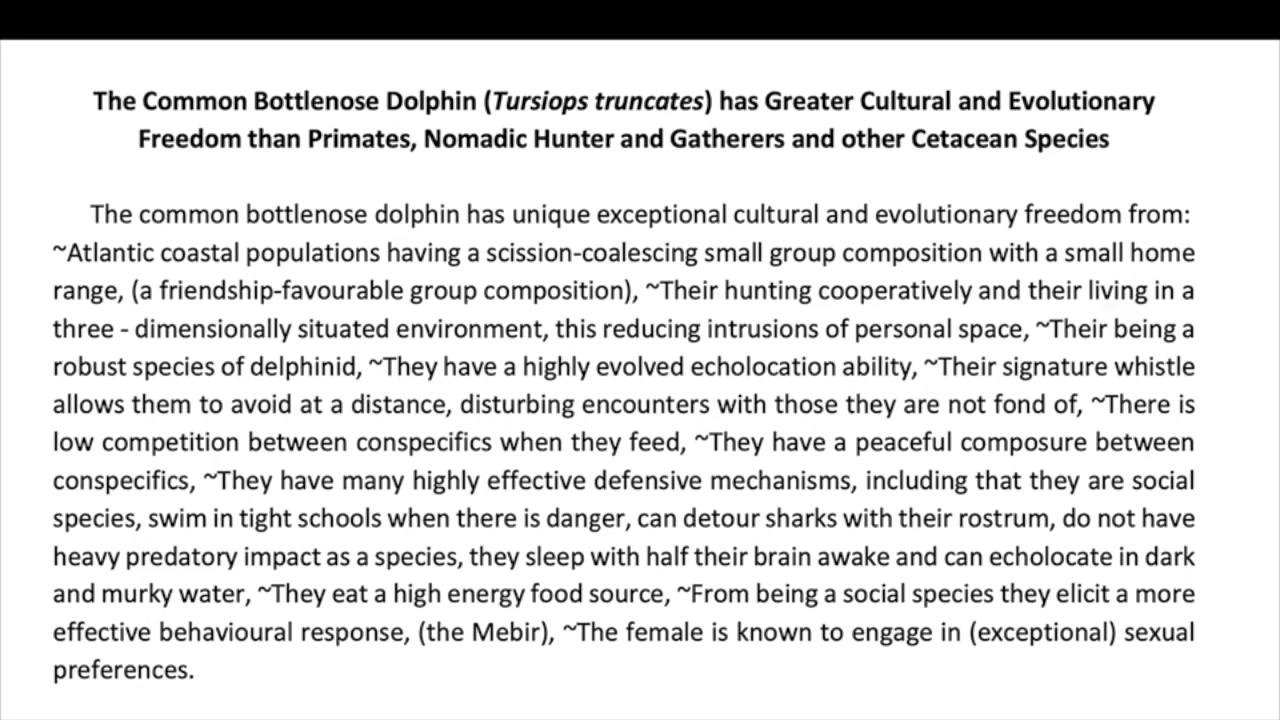 The Common Bottlenose Dolphin (Tursiops truncates) has Greater Cultural and Evolutionary
Freedom than Primates, Nomadic Hunter and Gatherers and other Cetacean Species
The common bottlenose dolphin has unique exceptional cultural and evolutionary freedom from:
~Atlantic coastal populations having a scission-coalescing small group composition with a small home
range, (a friendship-favourable group composition), ~Their hunting cooperatively and their living in a
three - dimensionally situated environment, this reducing intrusions of personal space, ~Their being a
robust species of delphinid, ~They have a highly evolved echolocation ability, ~Their signature whistle
allows them to avoid at a distance, disturbing encounters with those they are not fond of, ~There is
low competition between conspecifics when they feed, ~They have a peaceful composure between
conspecifics, ~They have many highly effective defensive mechanisms, including that they are social
species, swim in tight schools when there is danger, can detour sharks with their rostrum, do not have
heavy predatory impact as a species, they sleep with half their brain awake and can echolocate in dark
and murky water, ~They eat a high energy food source, ~From being a social species they elicit a more
effective behavioural response, (the Mebir), ~The female is known to engage in (exceptional) sexual
preferences.